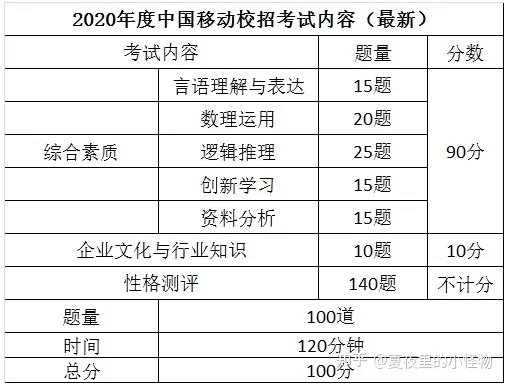 2020年度中国移动校招考试内容（最新）
考试内容 题量 分数
言语理解与表达 15题
数理运用 20题
综合素质 逻辑推理 25题 90分
创新学习 15题
资料分析 15题
企业文化与行业知识 10题 10分
性格测评 140题 不计分
题量 100道
时间 120分钟
总分 100分
知乎 @夏夜里的小怪物